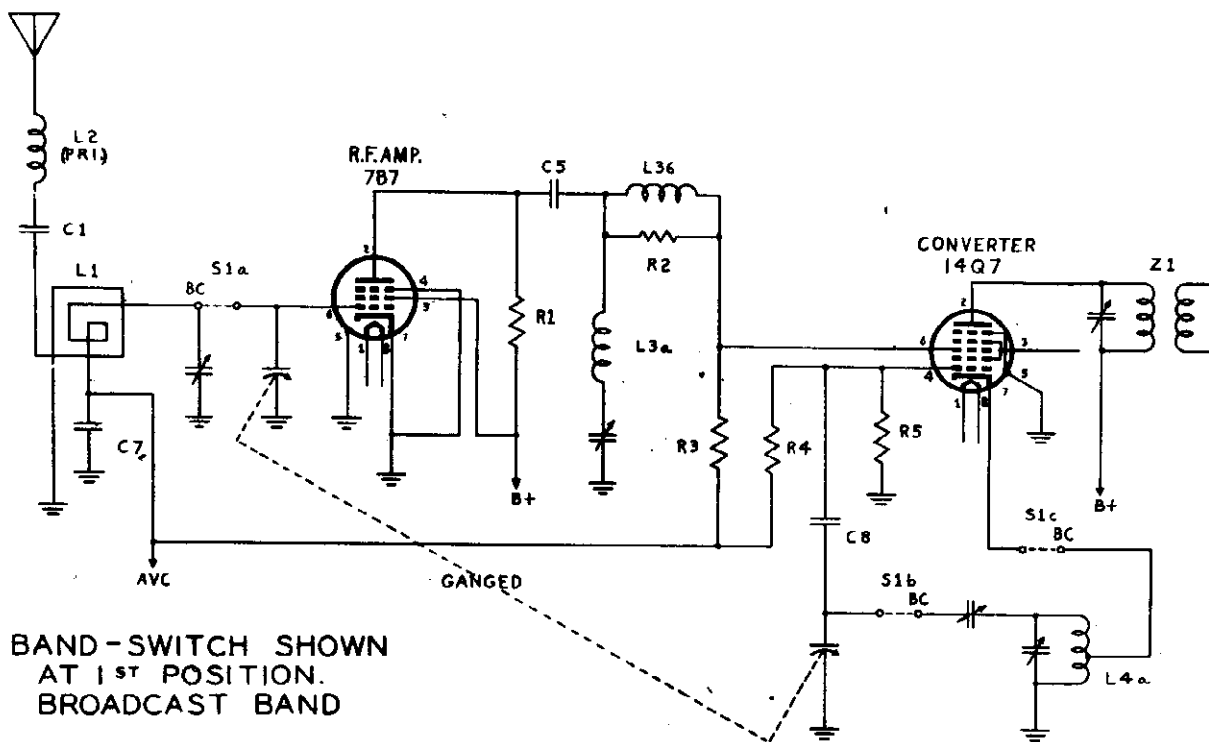 L2
(PRI.)
C1
L1
S1a
BC
C7
AVC
R.F. AMP.
7B7
2
4
3
6
5
1
8
7
R1
B+
C5
L36
R2
L3a
R3
R4
R5
C8
CONVERTER
14Q7
2
6
3
4
5
1
8
7
Z1
B+
S1c
BC
S1b
BC
L4a
GANGED
BAND-SWITCH SHOWN
AT 1ST POSITION.
BROADCAST BAND